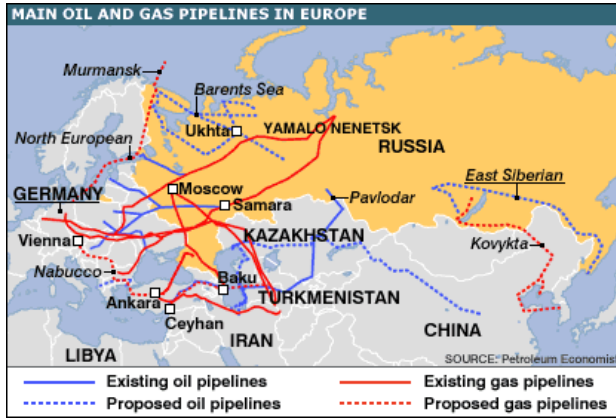 MAIN OIL AND GAS PIPELINES IN EUROPE
Murmansk
Barents Sea
Ukhta
YAMALO NENETSK
North European
RUSSIA
East Siberian
GERMANY
Moscow
Samara
Pavlodar
Vienna
KAZAKHSTAN
Kovykta
Nabucco
Baku
Ankara
TURKMENISTAN
Ceyhan
IRAN
CHINA
LIBYA
SOURCE: Petroleum Economist
Existing oil pipelines
Existing gas pipelines
Proposed oil pipelines
Proposed gas pipelines